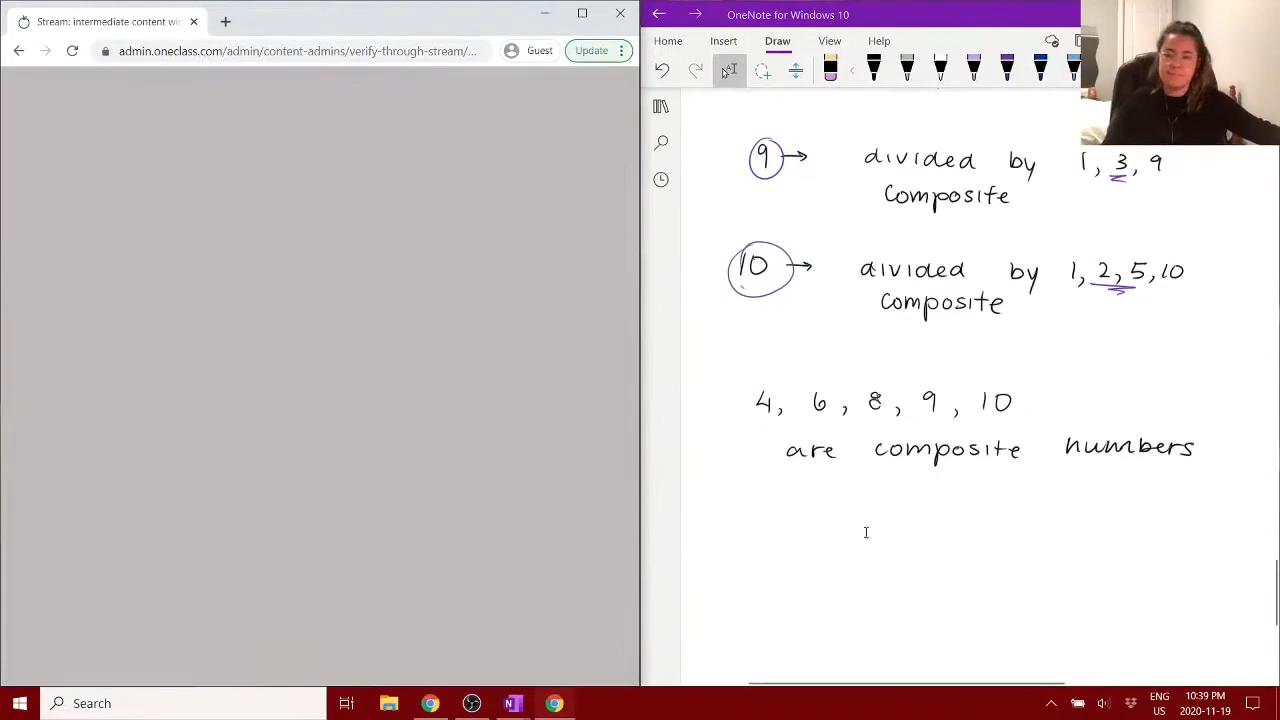 Stream: intermediate content wi
admin.oneclass.com/admin/content-admins/verify-through-stream/...
Guest
Update
OneNote for Windows 10
Home Insert Draw View Help
9 → divided by 1, 3, 9
composite
10 → divided by 1, 2, 5, 10
composite
4, 6, 8, 9, 10
are composite numbers
Search
ENG
US
10:39 PM
2020-11-19